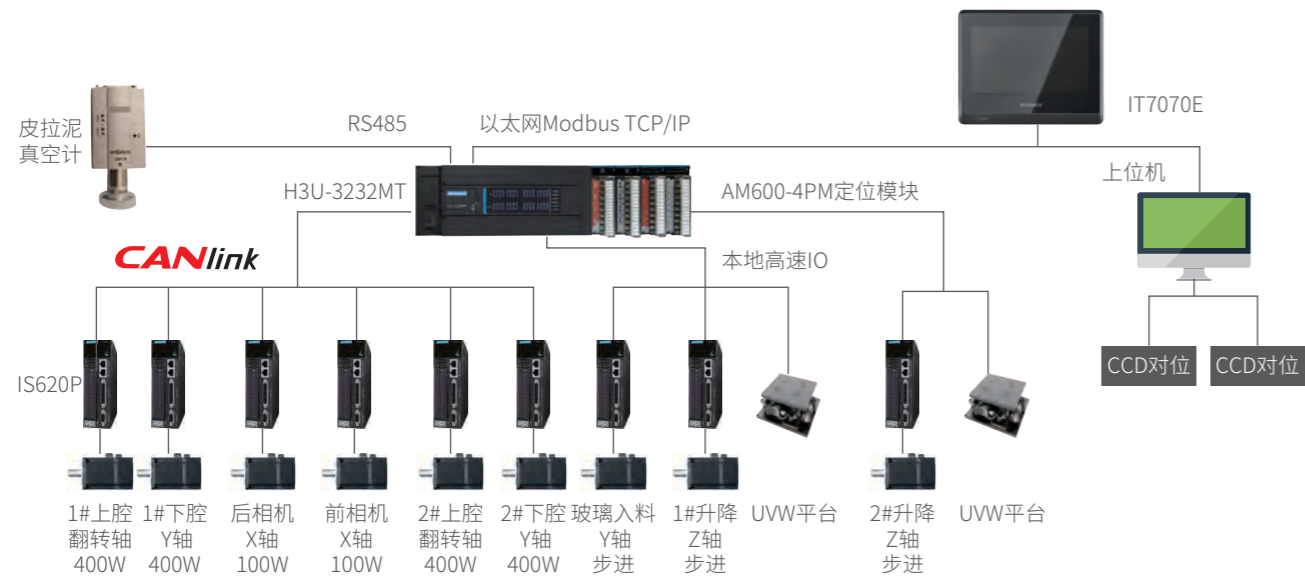 IT7070E
皮拉泥
真空计
RS485
以太网Modbus TCP/IP
上位机
H3U-3232MT
AM600-4PM定位模块
CANlink
本地高速IO
IS620P
CCD对位
CCD对位
1#上腔
翻转轴
400W
1#下腔
Y轴
400W
后相机
X轴
100W
前相机
X轴
100W
2#上腔
翻转轴
400W
2#下腔
Y轴
400W
玻璃入料
Y轴
步进
1#升降
Z轴
步进
UVW平台
2#升降
Z轴
步进
UVW平台